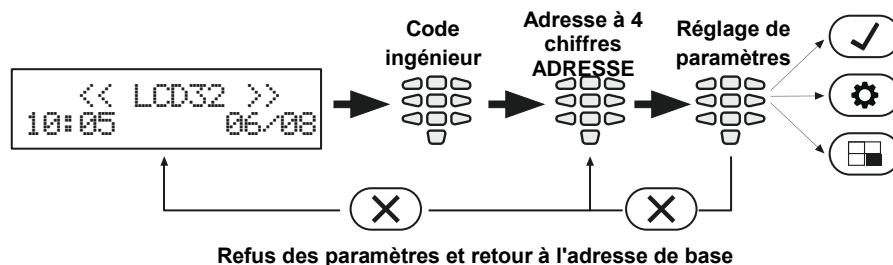 Code
ingénieur
Adresse à 4
chiffres
ADRESSE
Réglage de
paramètres
<< LCD32 >>
10:05 06/08
Refus des paramètres et retour à l'adresse de base